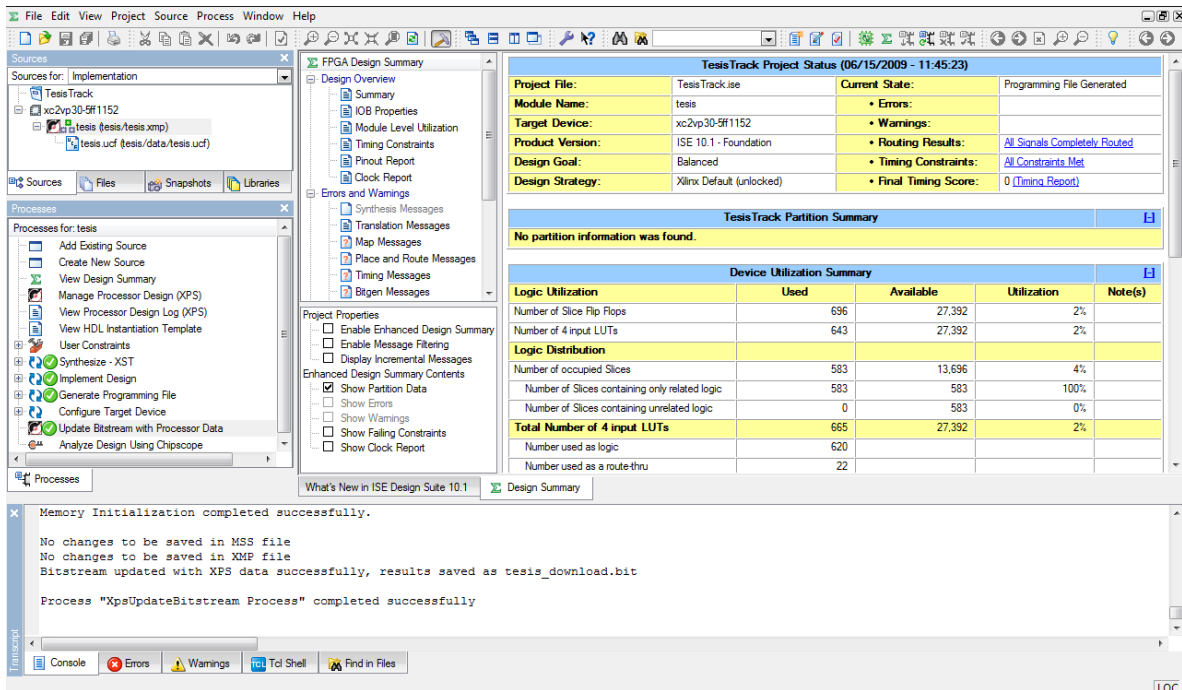 File Edit View Project Source Process Window Help
Sources
Sources for: Implementation
TesisTrack
xc2vp30-5ff1152
tesis (tesis/tesis.xmp)
tesis.ucf (tesis/data/tesis.ucf)
Sources Files Snapshots Libraries
Processes
Processes for: tesis
Add Existing Source
Create New Source
View Design Summary
Manage Processor Design (XPS)
View Processor Design Log (XPS)
View HDL Instantiation Template
User Constraints
Synthesize - XST
Implement Design
Generate Programming File
Configure Target Device
Update Bitstream with Processor Data
Analyze Design Using Chipscope
Processes
FPGA Design Summary
Design Overview
Summary
IOB Properties
Module Level Utilization
Timing Constraints
Pinout Report
Clock Report
Errors and Warnings
Synthesis Messages
Translation Messages
Map Messages
Place and Route Messages
Timing Messages
Bitgen Messages
Project Properties
Enable Enhanced Design Summary
Enable Message Filtering
Display Incremental Messages
Enhanced Design Summary Contents
Show Partition Data
Show Errors
Show Warnings
Show Failing Constraints
Show Clock Report
What's New in ISE Design Suite 10.1 Design Summary
TesisTrack Project Status (06/15/2009 - 11:45:23)
Project File: TesisTrack.ise Current State: Programming File Generated
Module Name: tesis • Errors:
Target Device: xc2vp30-5ff1152 • Warnings:
Product Version: ISE 10.1 - Foundation • Routing Results: All Signals Completely Routed
Design Goal: Balanced • Timing Constraints: All Constraints Met
Design Strategy: Xilinx Default (unlocked) • Final Timing Score: 0 (Timing Report)
TesisTrack Partition Summary [-]
No partition information was found.
Device Utilization Summary [-]
Logic Utilization Used Available Utilization Note(s)
Number of Slice Flip Flops 696 27,392 2%
Number of 4 input LUTs 643 27,392 2%
Logic Distribution
Number of occupied Slices 583 13,696 4%
Number of Slices containing only related logic 583 583 100%
Number of Slices containing unrelated logic 0 583 0%
Total Number of 4 input LUTs 665 27,392 2%
Number used as logic 620
Number used as a route-thru 22
Memory Initialization completed successfully.
No changes to be saved in MSS file
No changes to be saved in XMP file
Bitstream updated with XPS data successfully, results saved as tesis_download.bit
Process "XpsUpdateBitstream Process" completed successfully
Transcript
Console Errors Warnings TCL Tcl Shell Find in Files